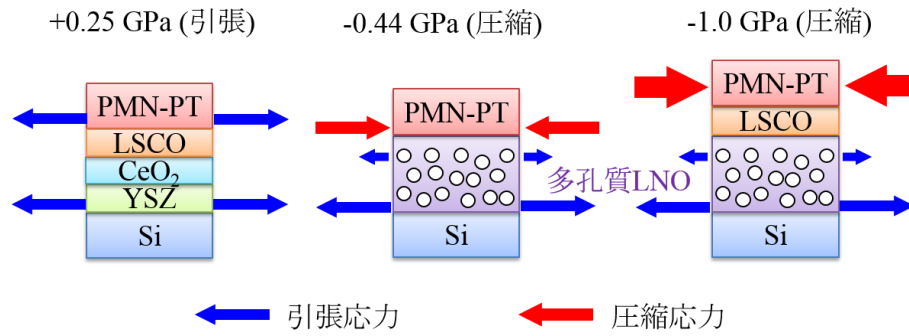 +0.25 GPa (引張)
-0.44 GPa (圧縮)
-1.0 GPa (圧縮)
PMN-PT
LSCO
CeO₂
YSZ
Si
PMN-PT
多孔質LNO
Si
PMN-PT
LSCO
Si
引張応力
圧縮応力